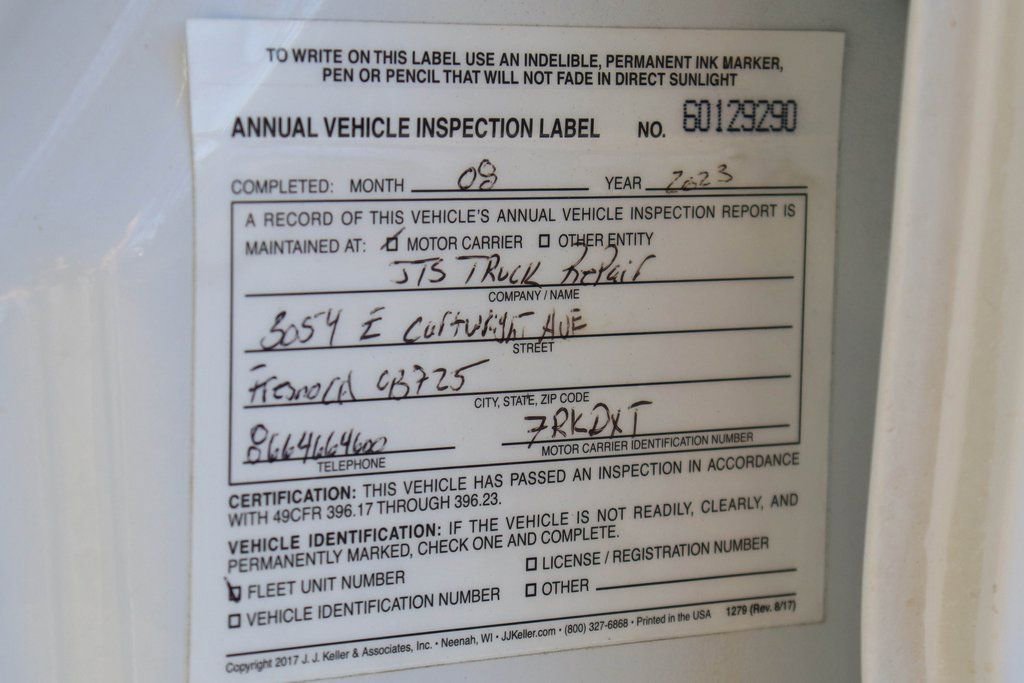 TO WRITE ON THIS LABEL USE AN INDELIBLE, PERMANENT INK MARKER,
PEN OR PENCIL THAT WILL NOT FADE IN DIRECT SUNLIGHT
ANNUAL VEHICLE INSPECTION LABEL NO. 60129290
COMPLETED: MONTH 08 YEAR 2023
A RECORD OF THIS VEHICLE'S ANNUAL VEHICLE INSPECTION REPORT IS
MAINTAINED AT: MOTOR CARRIER OTHER ENTITY
JTS TRUCK RePair
COMPANY / NAME
3054 E Cartwright AVE
STREET
Fresno CA 93725
CITY, STATE, ZIP CODE
8664664600 7RKDXT
TELEPHONE MOTOR CARRIER IDENTIFICATION NUMBER
CERTIFICATION: THIS VEHICLE HAS PASSED AN INSPECTION IN ACCORDANCE
WITH 49CFR 396.17 THROUGH 396.23.
VEHICLE IDENTIFICATION: IF THE VEHICLE IS NOT READILY, CLEARLY, AND
PERMANENTLY MARKED, CHECK ONE AND COMPLETE.
FLEET UNIT NUMBER LICENSE / REGISTRATION NUMBER
VEHICLE IDENTIFICATION NUMBER OTHER
Copyright 2017 J. J. Keller & Associates, Inc. • Neenah, WI • JJKeller.com • (800) 327-6868 • Printed in the USA 1279 (Rev. 8/17)